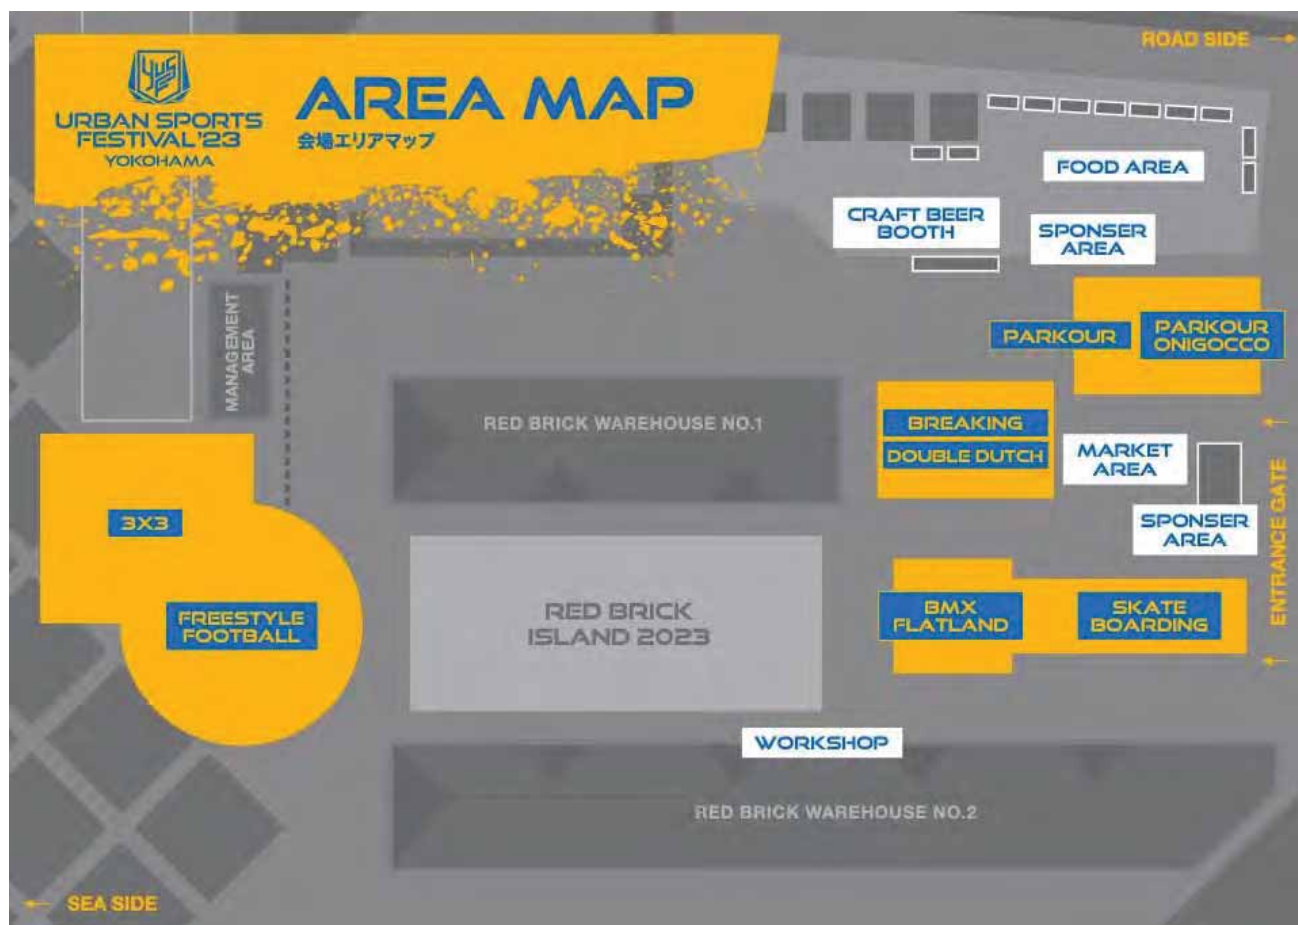 ROAD SIDE
YUSF
URBAN SPORTS
FESTIVAL'23
YOKOHAMA
AREA MAP
会場エリアマップ
FOOD AREA
CRAFT BEER
BOOTH
SPONSER
AREA
MANAGEMENT
AREA
PARKOUR
PARKOUR
ONIGOCCO
RED BRICK WAREHOUSE NO.1
BREAKING
DOUBLE DUTCH
MARKET
AREA
SPONSER
AREA
ENTRANCE GATE
3X3
FREESTYLE
FOOTBALL
RED BRICK
ISLAND 2023
BMX
FLATLAND
SKATE
BOARDING
WORKSHOP
RED BRICK WAREHOUSE NO.2
SEA SIDE